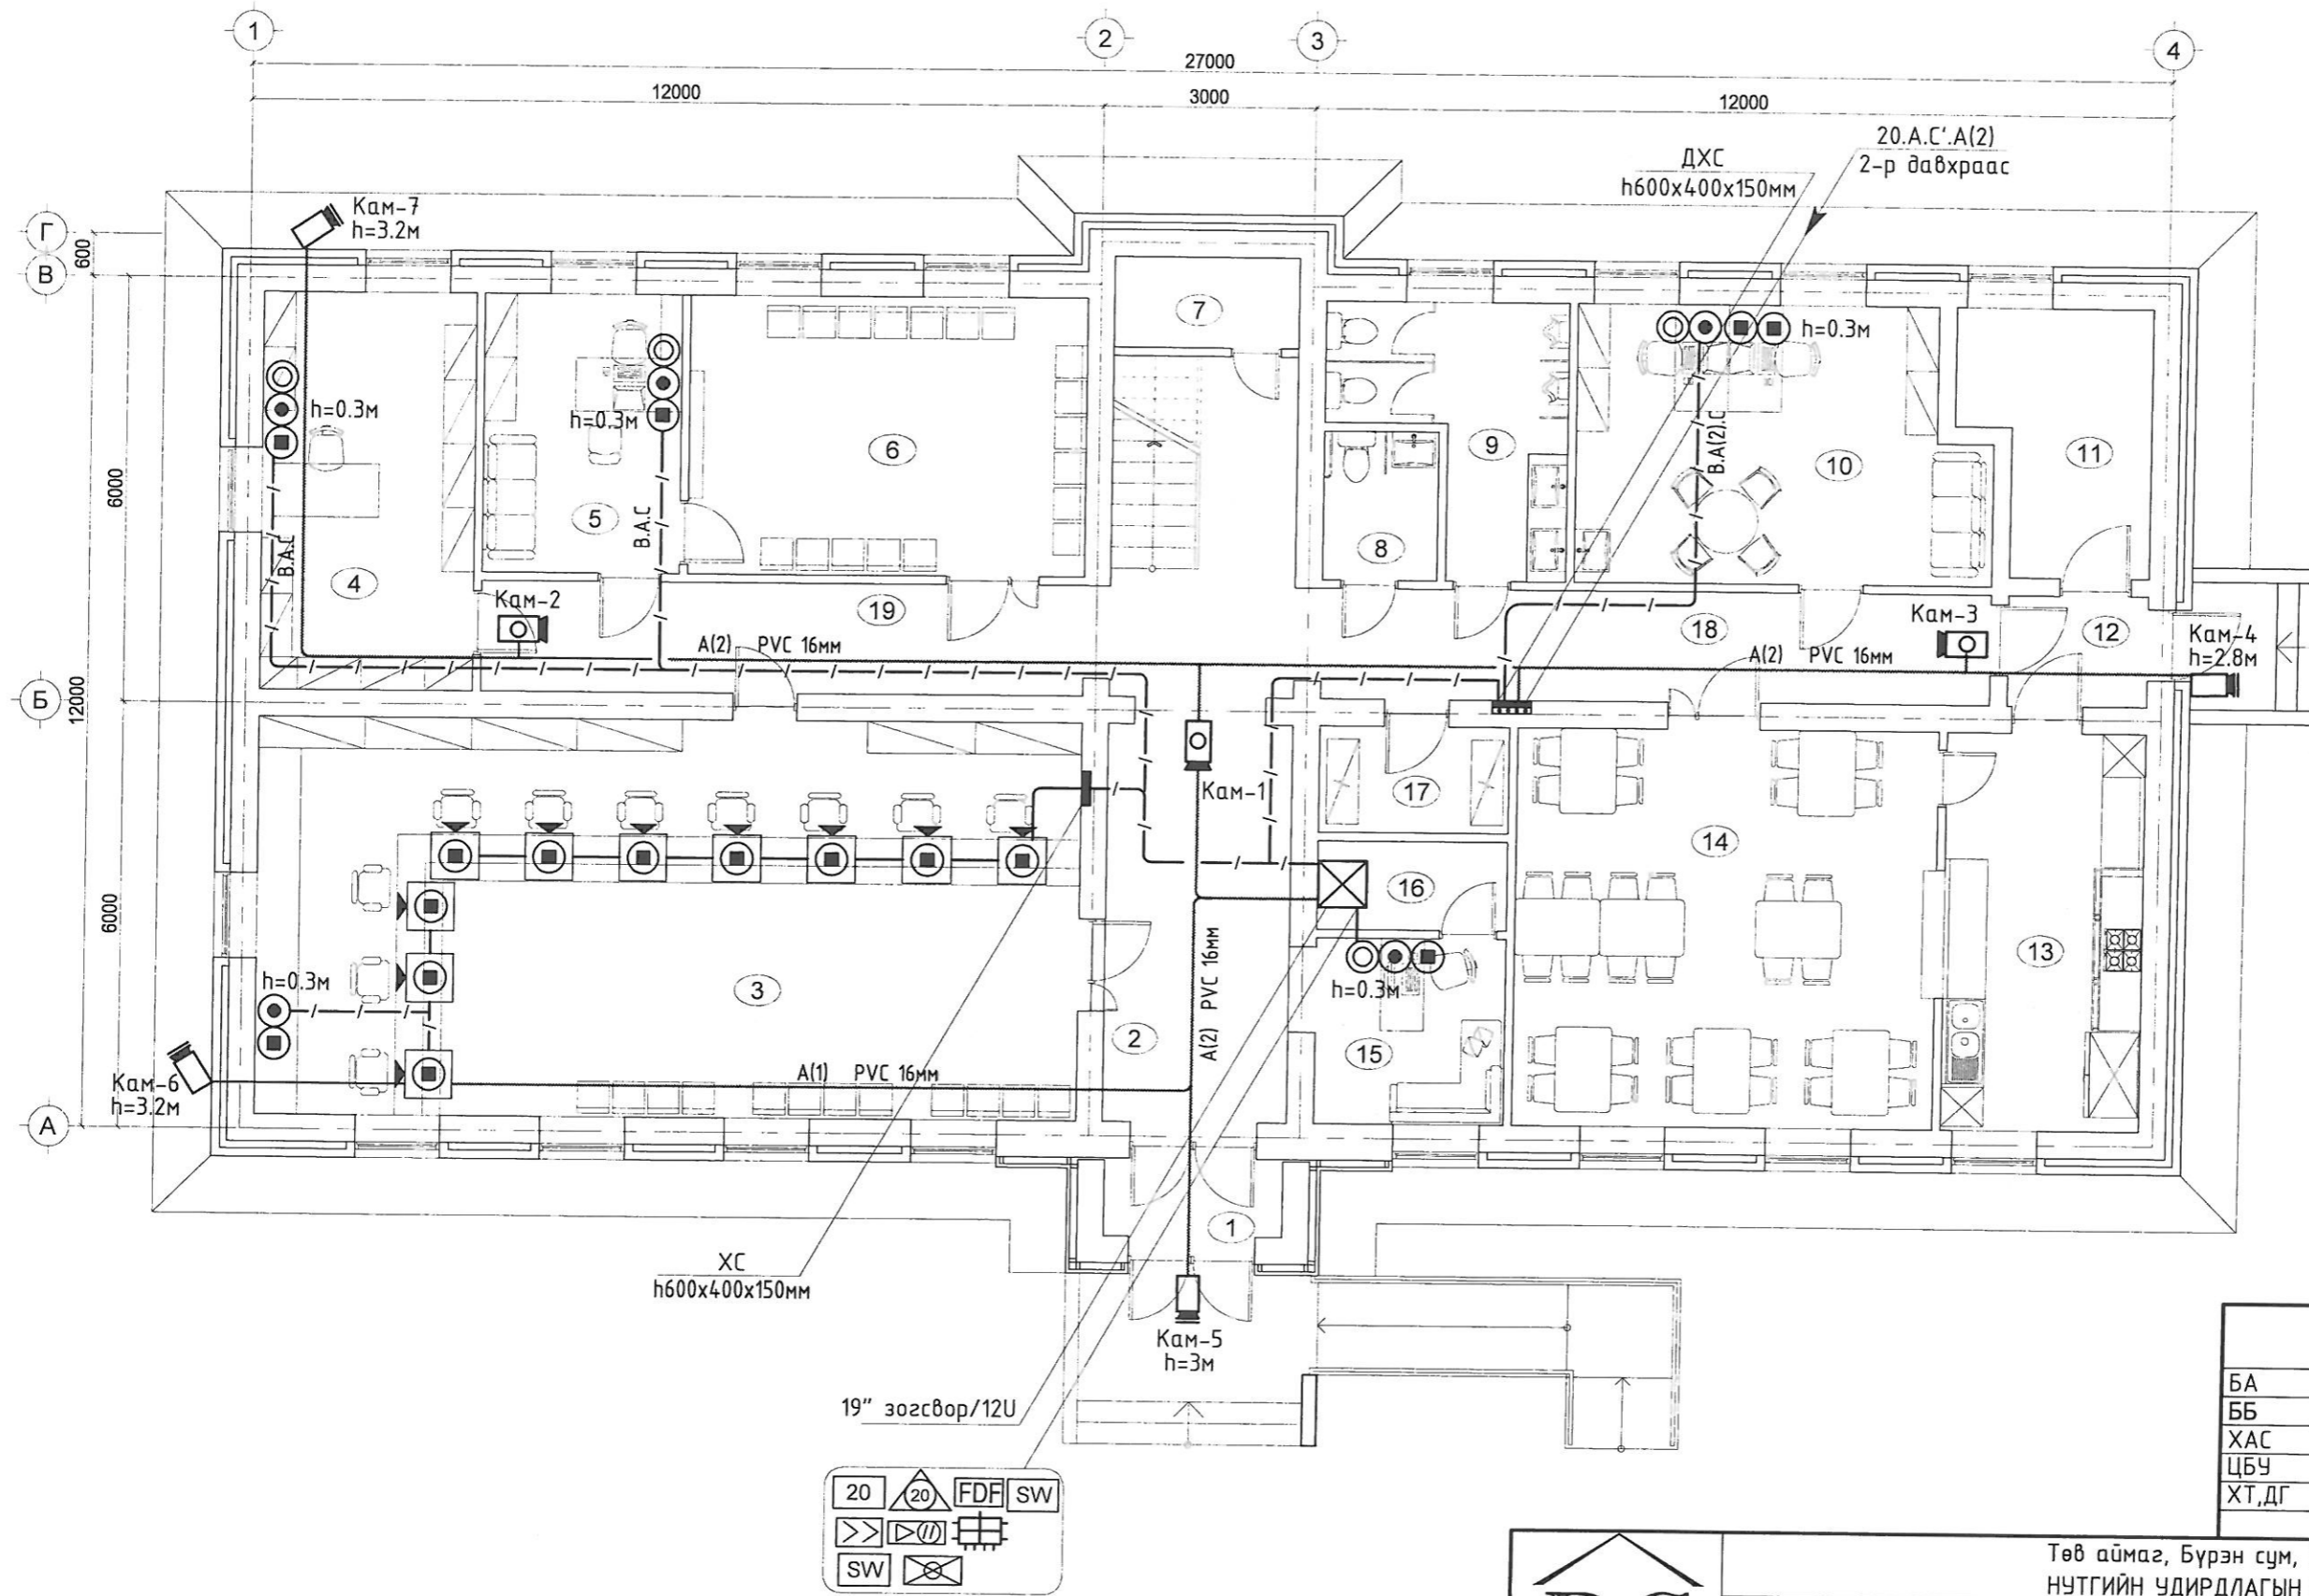 1
2
3
4
27000
12000
3000
12000
20.А.С'.А(2)
2-р давхраас
ДХС
h600x400x150мм
Кам-7
h=3.2м
Г
В
600
7
h=0.3м
h=0.3м
h=0.3м
6
9
10
11
В.А(2).С
6000
5
В.А.С
8
В.А.С
4
Кам-2
19
18
Кам-3
12
Кам-4
h=2.8м
А(2) PVC 16мм
А(2) PVC 16мм
Б
12000
Кам-1
17
14
16
6000
А(2) PVC 16мм
13
h=0.3м
3
h=0.3м
2
15
Кам-6
h=3.2м
А(1) PVC 16мм
А
1
ХС
h600x400x150мм
Кам-5
h=3м
19" зогсвор/12U
20
20
FDF
SW
SW
БА
ББ
ХАС
ЦБУ
ХТ,ДГ
Төв аймаг, Бүрэн сум,
НУТГИЙН УДИРДЛАГЫН